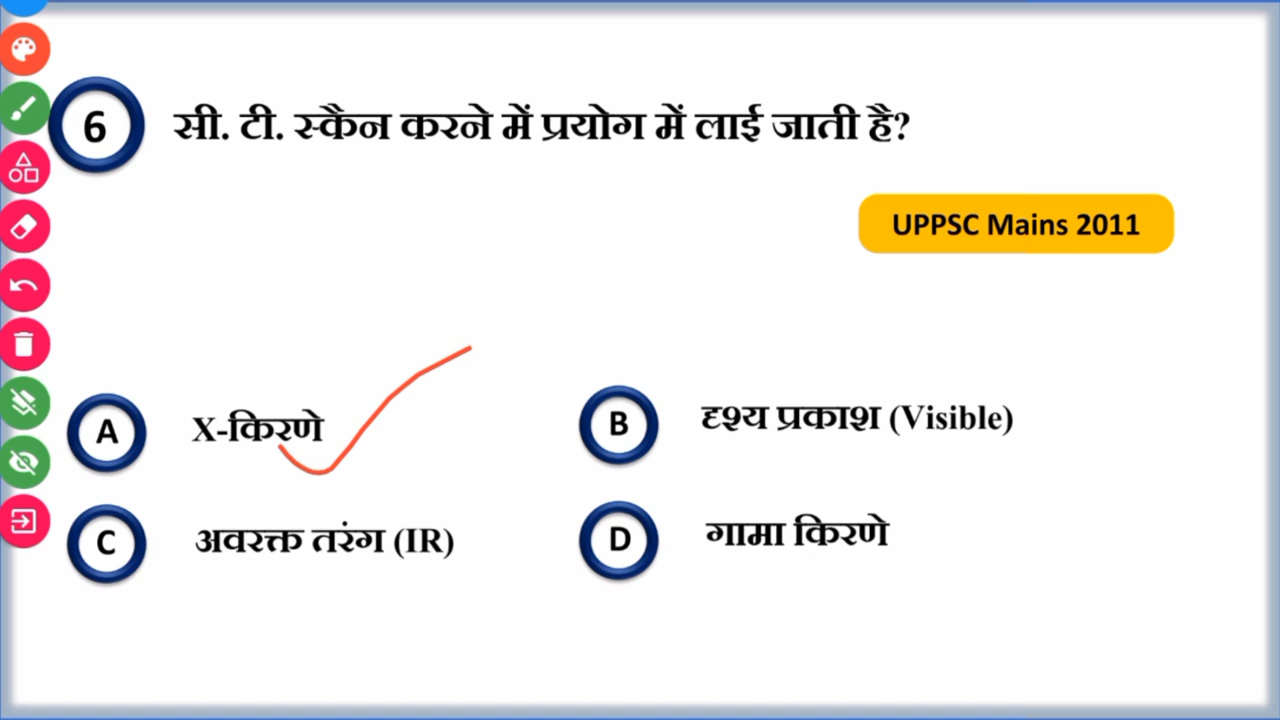 6 सी. टी. स्कैन करने में प्रयोग में लाई जाती है?
UPPSC Mains 2011
A X-किरणे
B दृश्य प्रकाश (Visible)
C अवरक्त तरंग (IR)
D गामा किरणे